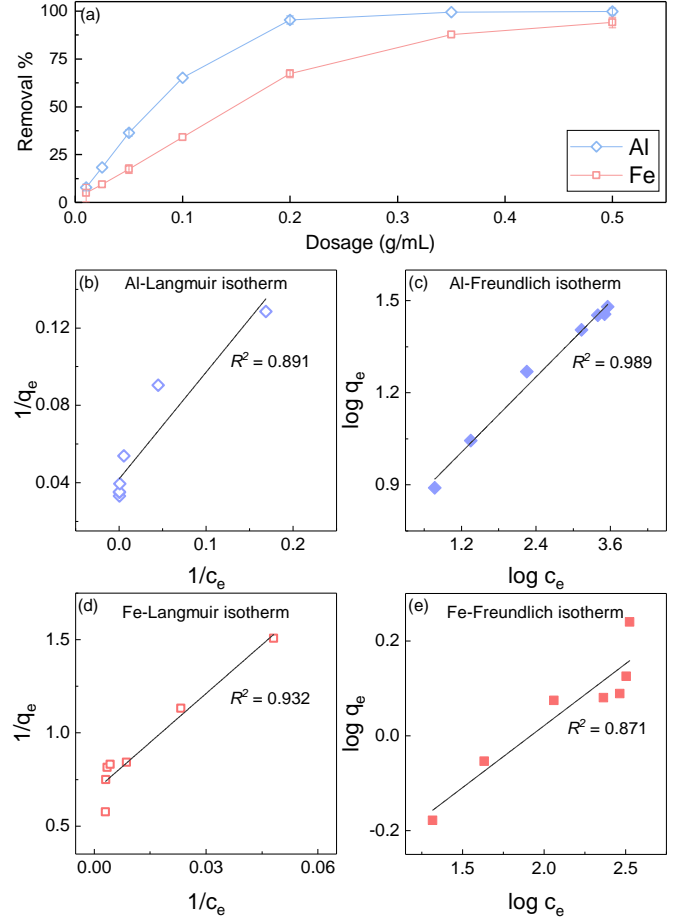 (a)
100
75
50
25
0
Removal %
Al
Fe
0.0 0.1 0.2 0.3 0.4 0.5
Dosage (g/mL)
(b) Al-Langmuir isotherm
0.12
0.08
0.04
1/qₑ
R² = 0.891
0.0 0.1 0.2
1/cₑ
(c) Al-Freundlich isotherm
1.5
1.2
0.9
log qₑ
R² = 0.989
1.2 2.4 3.6
log cₑ
(d) Fe-Langmuir isotherm
1.5
1.0
0.5
1/qₑ
R² = 0.932
0.00 0.03 0.06
1/cₑ
(e) Fe-Freundlich isotherm
0.2
0.0
-0.2
log qₑ
R² = 0.871
1.5 2.0 2.5
log cₑ